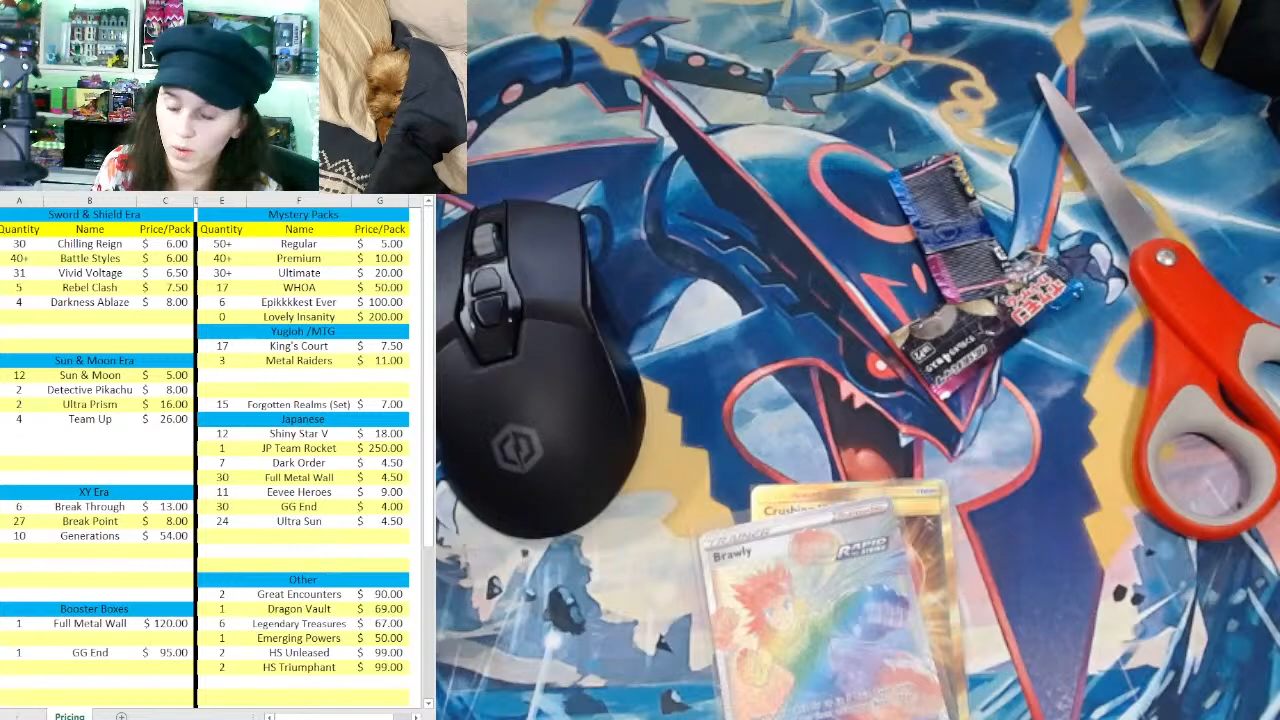 A B C E F G
Sword & Shield Era Mystery Packs
Quantity Name Price/Pack Quantity Name Price/Pack
30 Chilling Reign $ 6.00 50+ Regular $ 5.00
40+ Battle Styles $ 6.00 40+ Premium $ 10.00
31 Vivid Voltage $ 6.50 30+ Ultimate $ 20.00
5 Rebel Clash $ 7.50 17 WHOA $ 50.00
4 Darkness Ablaze $ 8.00 6 Epikkkkest Ever $ 100.00
0 Lovely Insanity $ 200.00
Yugioh /MTG
17 King's Court $ 7.50
Sun & Moon Era 3 Metal Raiders $ 11.00
12 Sun & Moon $ 5.00
2 Detective Pikachu $ 8.00
2 Ultra Prism $ 16.00 15 Forgotten Realms (Set) $ 7.00
4 Team Up $ 26.00 Japanese
12 Shiny Star V $ 18.00
1 JP Team Rocket $ 250.00
7 Dark Order $ 4.50
30 Full Metal Wall $ 4.50
XY Era 11 Eevee Heroes $ 9.00
6 Break Through $ 13.00 30 GG End $ 4.00
27 Break Point $ 8.00 24 Ultra Sun $ 4.50
10 Generations $ 54.00
Other
2 Great Encounters $ 90.00
Booster Boxes 1 Dragon Vault $ 69.00
1 Full Metal Wall $ 120.00 6 Legendary Treasures $ 67.00
1 Emerging Powers $ 50.00
1 GG End $ 95.00 2 HS Unleased $ 99.00
2 HS Triumphant $ 99.00
Pricing
Crushing
TRAINER
Brawly
RAPID